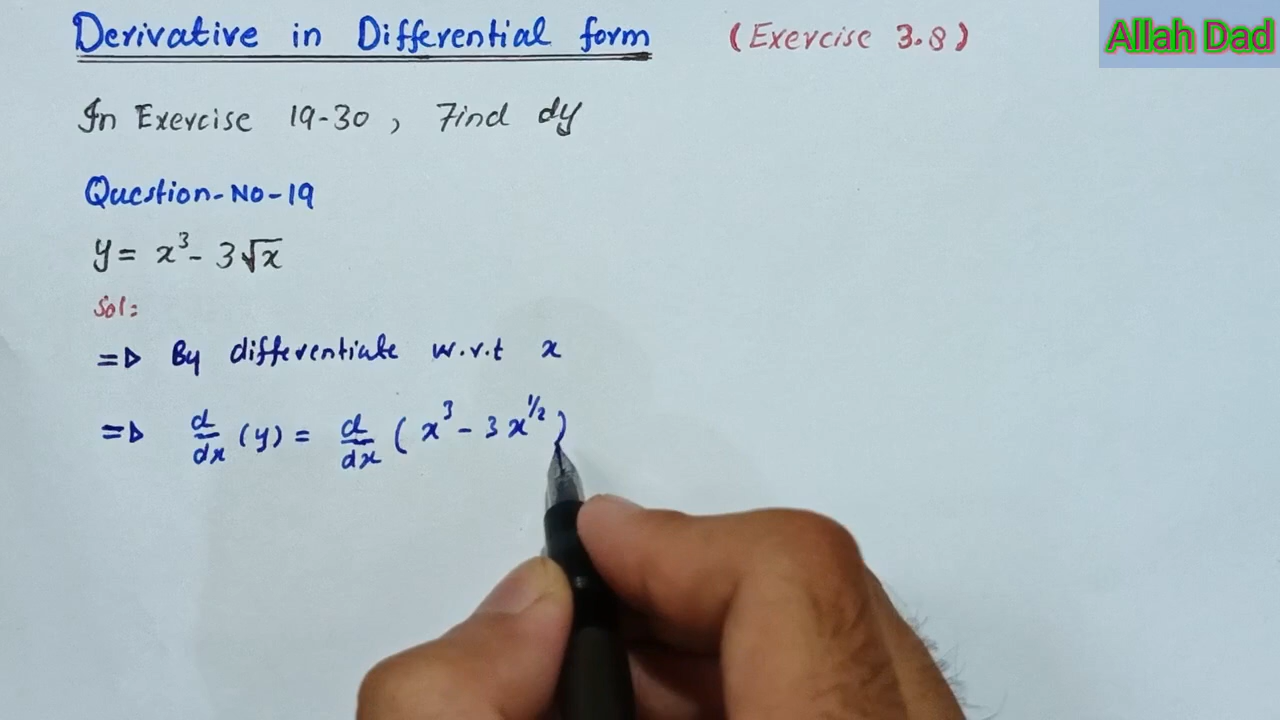 Derivative in Differential form (Exercise 3.8)
Allah Dad
In Exercise 19-30, Find dy
Question-No-19
y = x³ - 3√x
Sol:
⇒ By differentiate w.r.t x
⇒ d/dx (y) = d/dx (x³ - 3x^1/2)